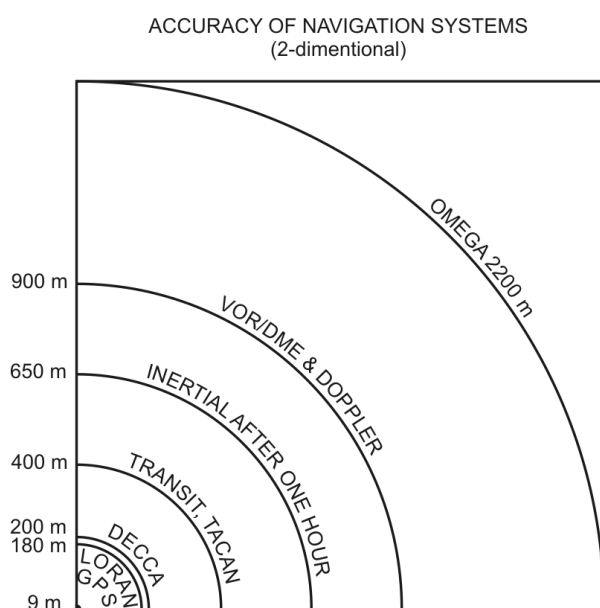 ACCURACY OF NAVIGATION SYSTEMS
(2-dimentional)
OMEGA 2200 m
900 m
VOR/DME & DOPPLER
650 m
INERTIAL AFTER ONE HOUR
400 m
TRANSIT, TACAN
200 m
DECCA
180 m
LORAN
GPS
9 m